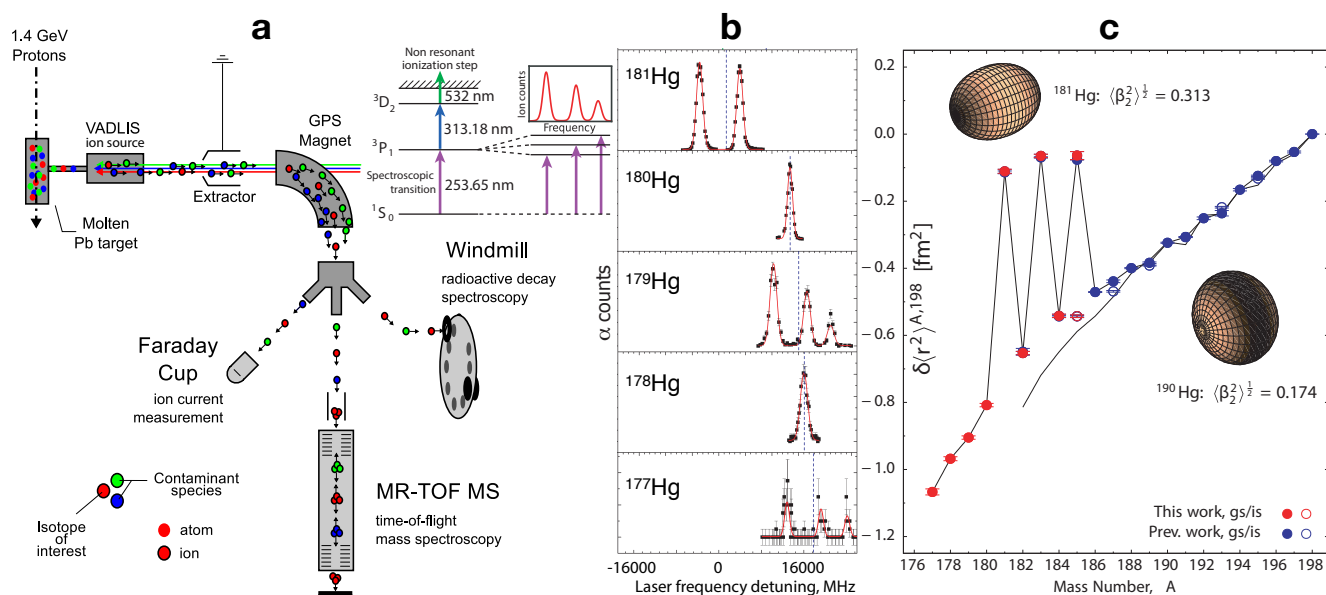 a
1.4 GeV
Protons
VADLIS
ion source
Extractor
GPS
Magnet
Molten
Pb target
Non resonant
ionization step
³D₂
532 nm
313.18 nm
³P₁
Spectroscopic
transition
253.65 nm
¹S₀
Ion counts
Frequency
Windmill
radioactive decay
spectroscopy
Faraday
Cup
ion current
measurement
MR-TOF MS
time-of-flight
mass spectroscopy
Contaminant
species
Isotope
of interest
atom
ion
b
¹⁸¹Hg
¹⁸⁰Hg
¹⁷⁹Hg
¹⁷⁸Hg
¹⁷⁷Hg
α counts
-16000 0 16000
Laser frequency detuning, MHz
c
0.2
0.0
−0.2
−0.4
−0.6
−0.8
−1.0
−1.2
δ⟨r²⟩A,198 [fm²]
¹⁸¹Hg: ⟨β₂²⟩^½ = 0.313
¹⁹⁰Hg: ⟨β₂²⟩^½ = 0.174
This work, gs/is
Prev. work, gs/is
176 178 180 182 184 186 188 190 192 194 196 198
Mass Number, A